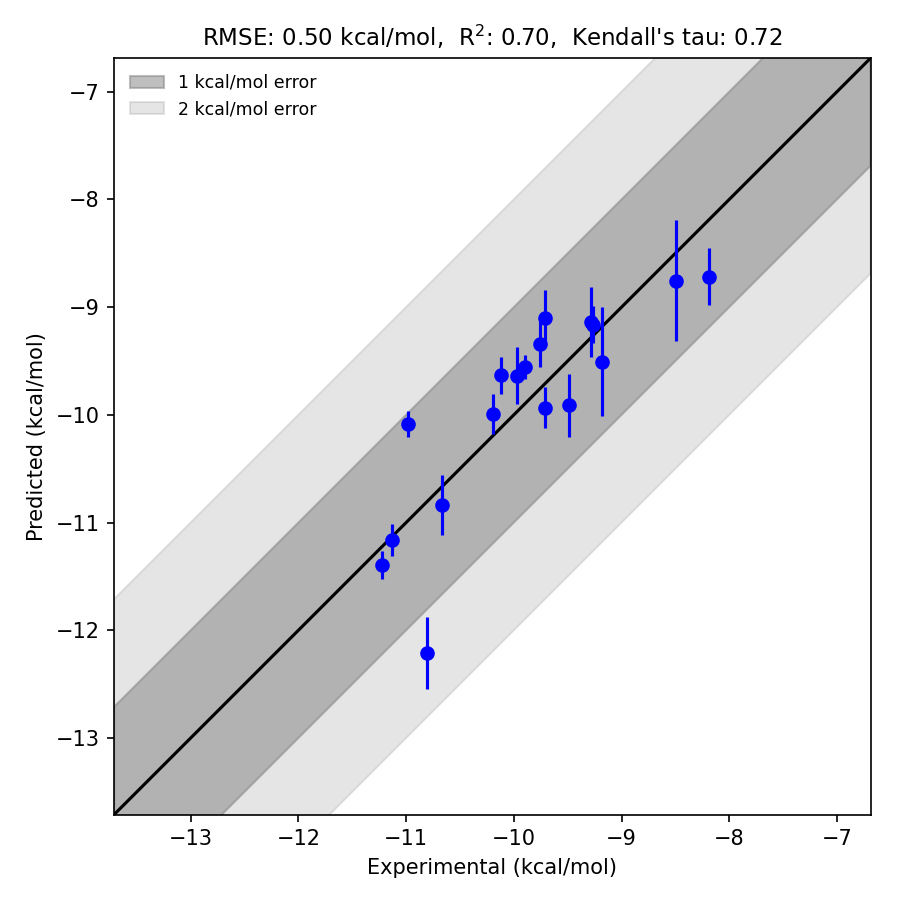 RMSE: 0.50 kcal/mol,  R²: 0.70,  Kendall's tau: 0.72
1 kcal/mol error
2 kcal/mol error
−7
−8
−9
−10
−11
−12
−13
Predicted (kcal/mol)
−13 −12 −11 −10 −9 −8 −7
Experimental (kcal/mol)